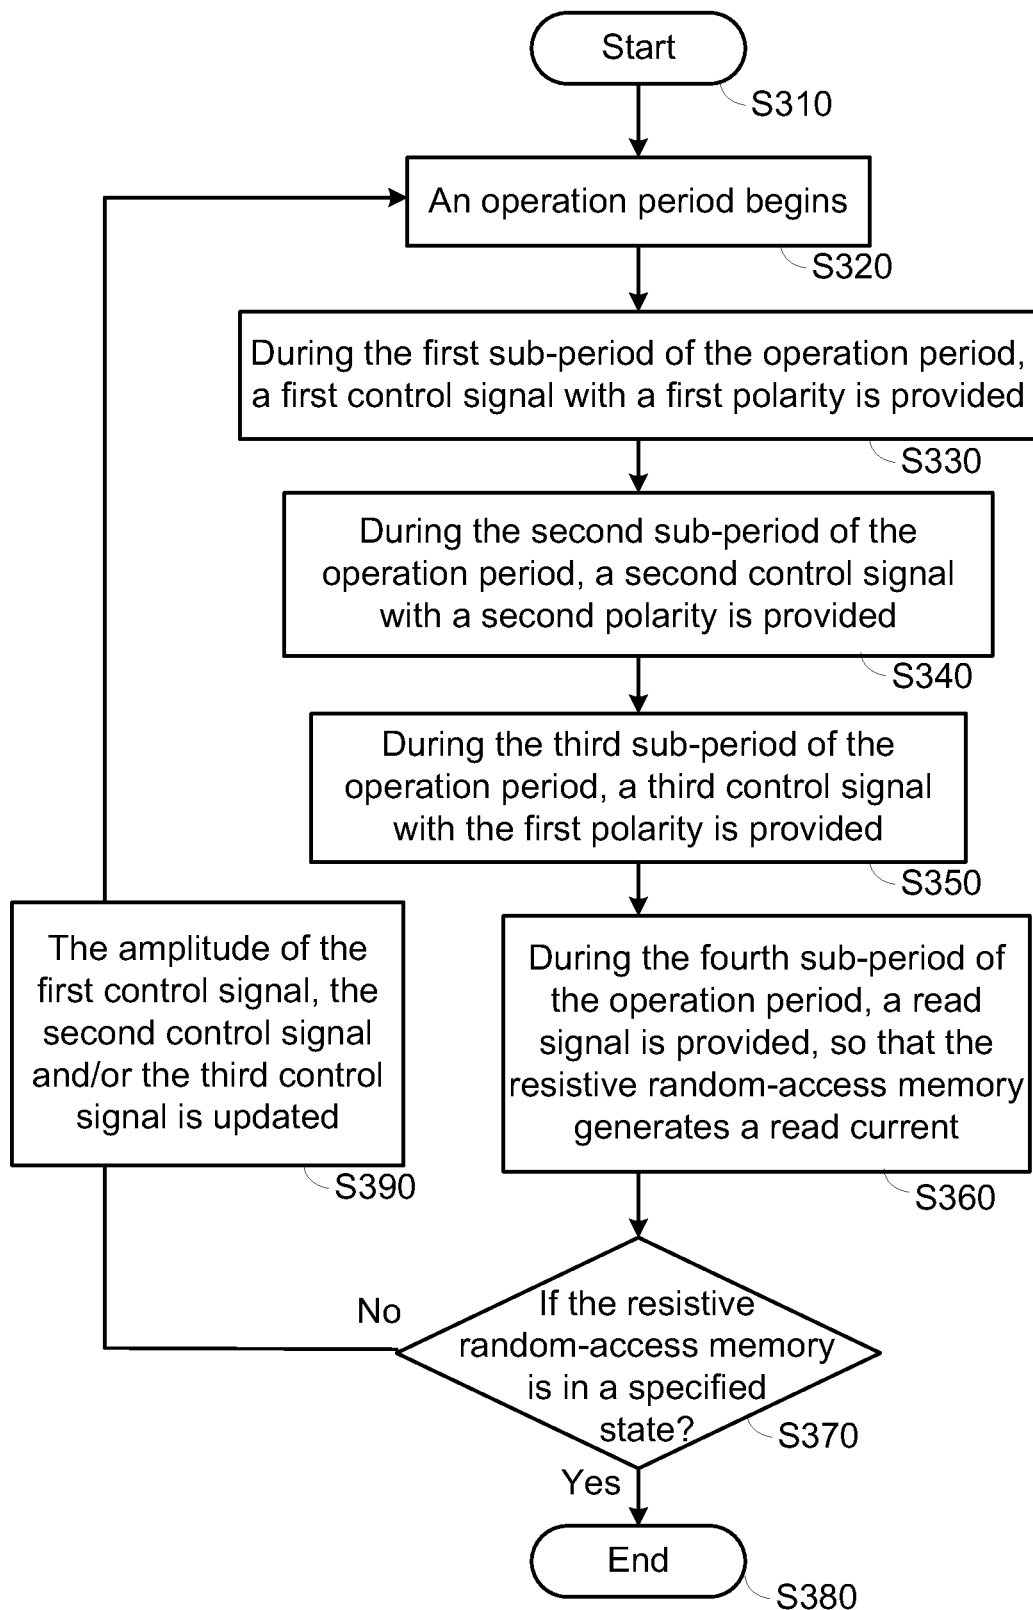 Start
S310
An operation period begins
S320
During the first sub-period of the operation period,
a first control signal with a first polarity is provided
S330
During the second sub-period of the
operation period, a second control signal
with a second polarity is provided
S340
During the third sub-period of the
operation period, a third control signal
with the first polarity is provided
S350
During the fourth sub-period of
the operation period, a read
signal is provided, so that the
resistive random-access memory
generates a read current
S360
If the resistive
random-access memory
is in a specified
state?
S370
No
The amplitude of the
first control signal, the
second control signal
and/or the third control
signal is updated
S390
Yes
End
S380